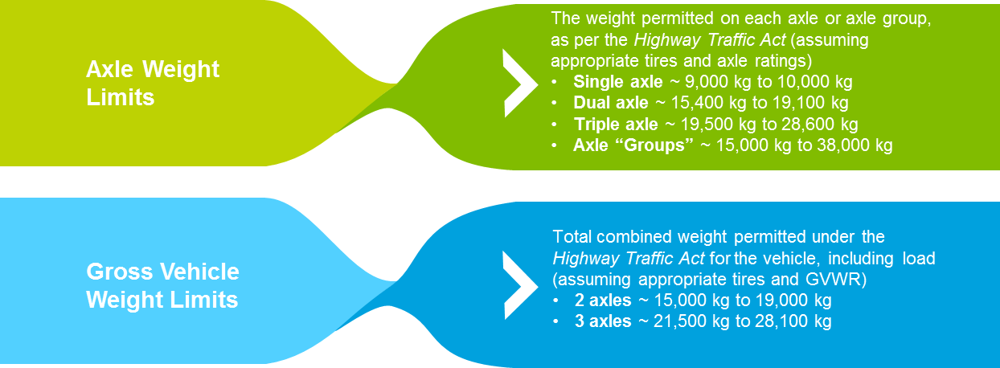 Axle Weight
Limits
The weight permitted on each axle or axle group,
as per the Highway Traffic Act (assuming
appropriate tires and axle ratings)
• Single axle ~ 9,000 kg to 10,000 kg
• Dual axle ~ 15,400 kg to 19,100 kg
• Triple axle ~ 19,500 kg to 28,600 kg
• Axle “Groups” ~ 15,000 kg to 38,000 kg
Gross Vehicle
Weight Limits
Total combined weight permitted under the
Highway Traffic Act for the vehicle, including load
(assuming appropriate tires and GVWR)
• 2 axles ~ 15,000 kg to 19,000 kg
• 3 axles ~ 21,500 kg to 28,100 kg